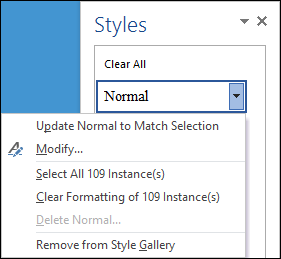 Styles
Clear All
Normal
Update Normal to Match Selection
Modify...
Select All 109 Instance(s)
Clear Formatting of 109 Instance(s)
Delete Normal...
Remove from Style Gallery